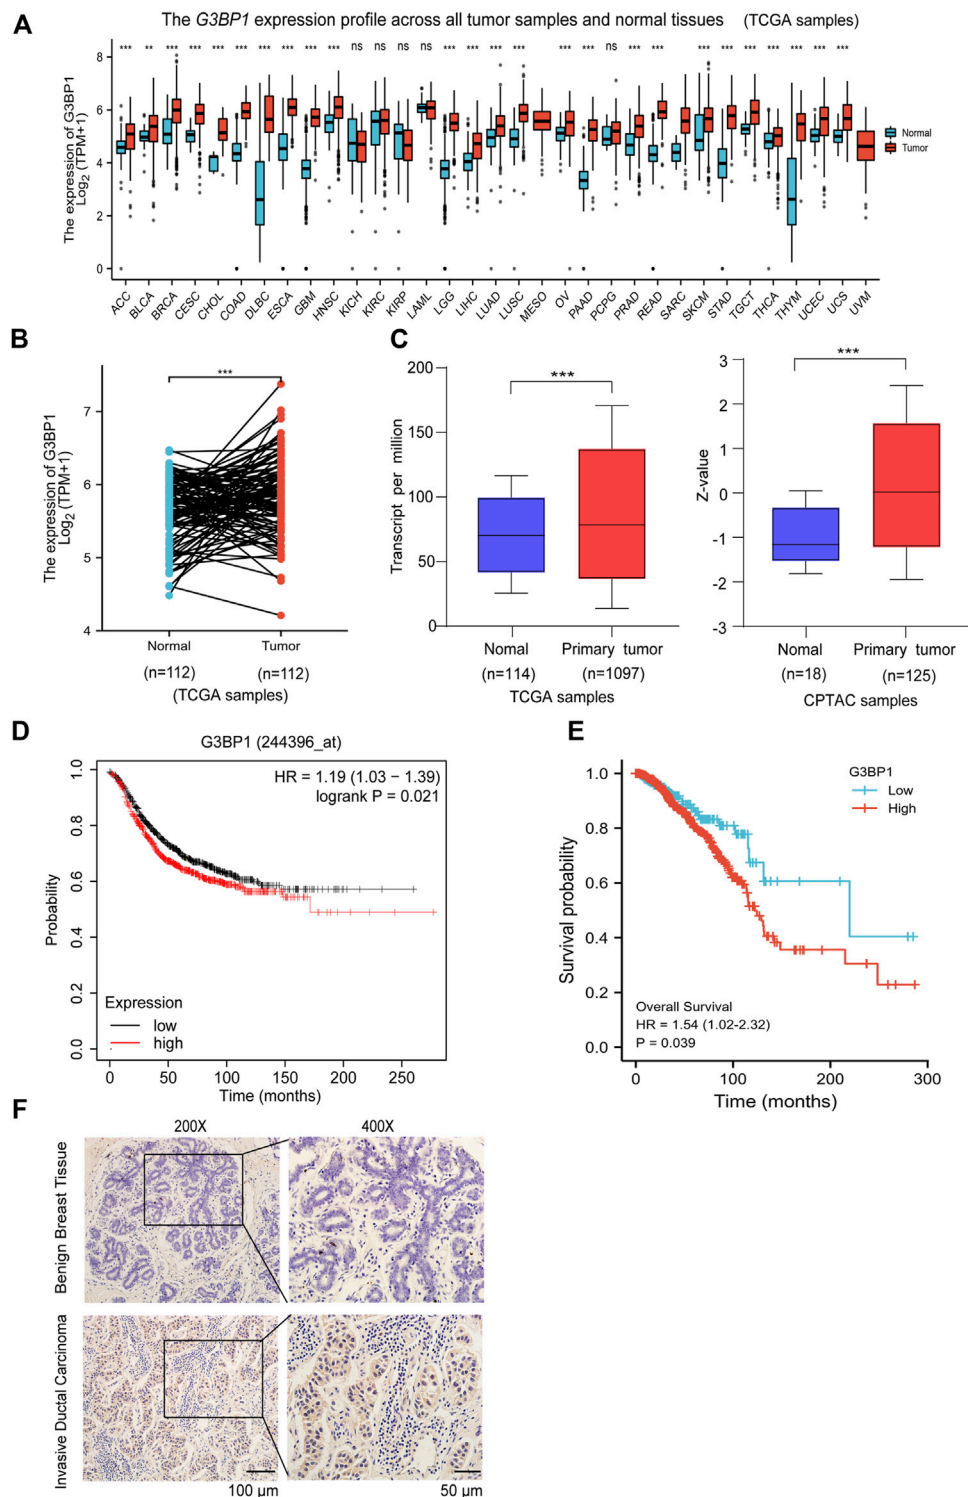 A
The G3BP1 expression profile across all tumor samples and normal tissues (TCGA samples)
*** ** *** *** *** *** *** *** *** *** ns ns ns ns *** *** *** *** *** *** ns *** *** *** *** *** *** *** *** ***
The expression of G3BP1
Log2 (TPM+1)
8
6
4
2
0
Normal
Tumor
ACC BLCA BRCA CESC CHOL COAD DLBC ESCA GBM HNSC KICH KIRC KIRP LAML LGG LIHC LUAD LUSC MESO OV PAAD PCPG PRAD READ SARC SKCM STAD TGCT THCA THYM UCEC UCS UVM
B
***
The expression of G3BP1
Log2 (TPM+1)
7
6
5
4
Normal Tumor
(n=112) (n=112)
(TCGA samples)
C
Transcript per million
200
150
100
50
0
***
Nomal Primary tumor
(n=114) (n=1097)
TCGA samples
Z-value
3
2
1
0
-1
-2
-3
***
Nomal Primary tumor
(n=18) (n=125)
CPTAC samples
D
G3BP1 (244396_at)
HR = 1.19 (1.03 − 1.39)
logrank P = 0.021
Probability
1.0
0.8
0.6
0.4
0.2
0.0
Expression
low
high
0 50 100 150 200 250
Time (months)
E
G3BP1
Low
High
Survival probability
1.0
0.8
0.6
0.4
0.2
0.0
Overall Survival
HR = 1.54 (1.02-2.32)
P = 0.039
0 100 200 300
Time (months)
F
200X 400X
Benign Breast Tissue
Invasive Ductal Carcinoma
100 μm 50 μm